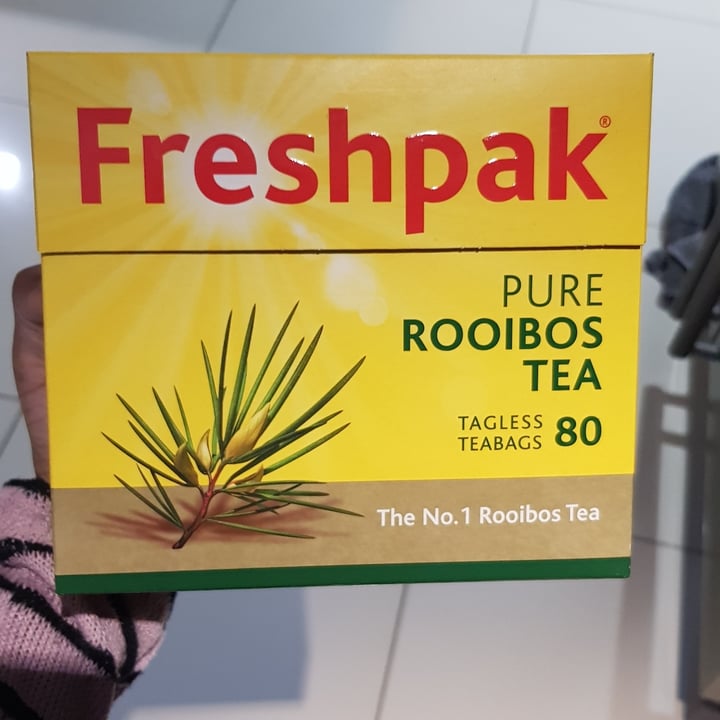 Freshpak®
PURE
ROOIBOS
TEA
TAGLESS
TEABAGS 80
The No.1 Rooibos Tea